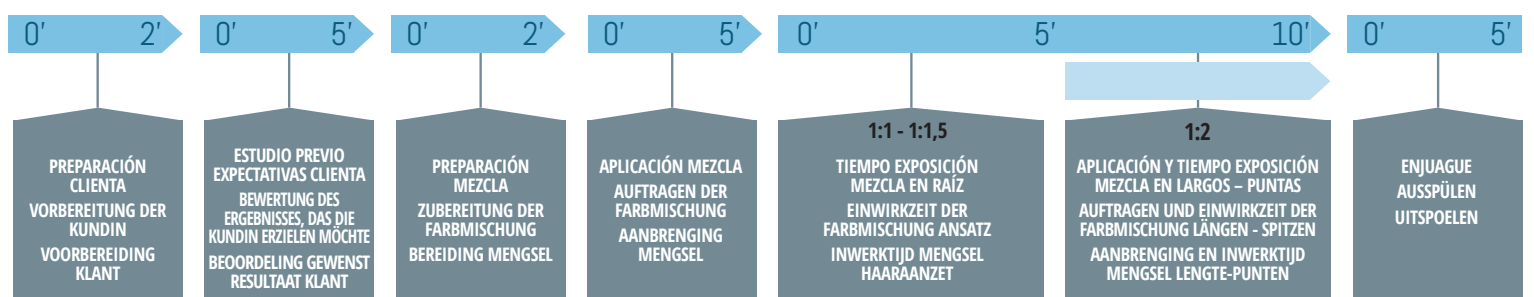 0' 2'
0' 5'
0' 2'
0' 5'
0' 5' 10'
0' 5'
PREPARACIÓN
CLIENTA
VORBEREITUNG DER
KUNDIN
VOORBEREIDING
KLANT
ESTUDIO PREVIO
EXPECTATIVAS CLIENTA
BEWERTUNG DES
ERGEBNISSES, DAS DIE
KUNDIN ERZIELEN MÖCHTE
BEOORDELING GEWENST
RESULTAAT KLANT
PREPARACIÓN
MEZCLA
ZUBEREITUNG DER
FARBMISCHUNG
BEREIDING MENGSEL
APLICACIÓN MEZCLA
AUFTRAGEN DER
FARBMISCHUNG
AANBRENGING
MENGSEL
1:1 - 1:1,5
TIEMPO EXPOSICIÓN
MEZCLA EN RAÍZ
EINWIRKZEIT DER
FARBMISCHUNG ANSATZ
INWERKTIJD MENGSEL
HAARAANZET
1:2
APLICACIÓN Y TIEMPO EXPOSICIÓN
MEZCLA EN LARGOS – PUNTAS
AUFTRAGEN UND EINWIRKZEIT DER
FARBMISCHUNG LÄNGEN - SPITZEN
AANBRENGING EN INWERKTIJD
MENGSEL LENGTE-PUNTEN
ENJUAGUE
AUSSPÜLEN
UITSPOELEN